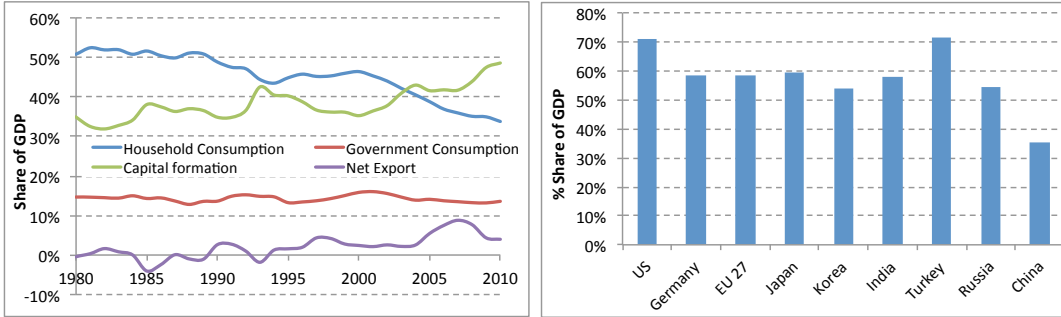 60%
50%
40%
30%
20%
10%
0%
-10%
Share of GDP
Household Consumption
Government Consumption
Capital formation
Net Export
1980 1985 1990 1995 2000 2005 2010
80%
70%
60%
50%
40%
30%
20%
10%
0%
% Share of GDP
US
Germany
EU 27
Japan
Korea
India
Turkey
Russia
China